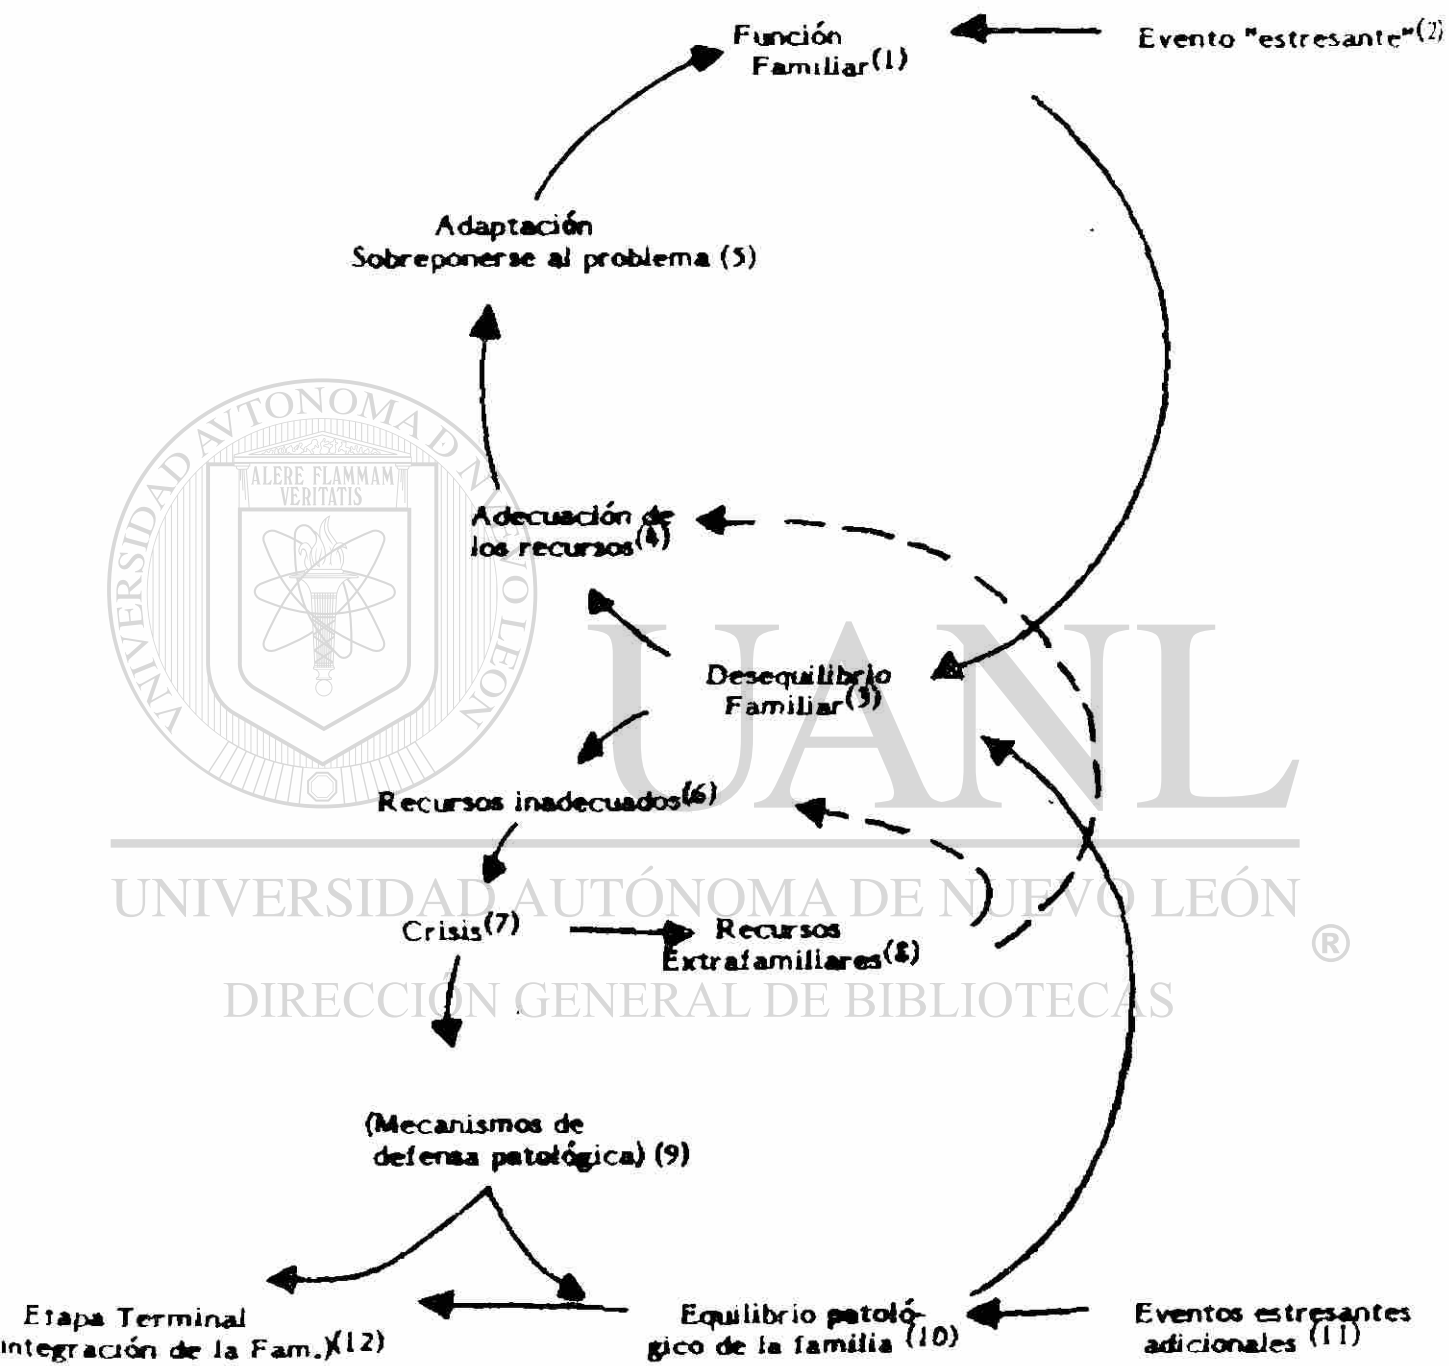 Función
Familiar(1)
Evento "estresante"(2)
Adaptación
Sobreponerse al problema (5)
UNIVERSIDAD AVTONOMA DE NVEVO LEON
ALERE FLAMMAM
VERITATIS
Adecuación de
los recursos(4)
UANL
Desequilibrio
Familiar(3)
Recursos inadecuados(6)
UNIVERSIDAD AUTÓNOMA DE NUEVO LEÓN
®
Crisis(7)
Recursos
Extrafamiliares(8)
DIRECCIÓN GENERAL DE BIBLIOTECAS
(Mecanismos de
defensa patológica) (9)
Etapa Terminal
integración de la Fam.)(12)
Equilibrio patoló-
gico de la familia (10)
Eventos estresantes
adicionales (11)